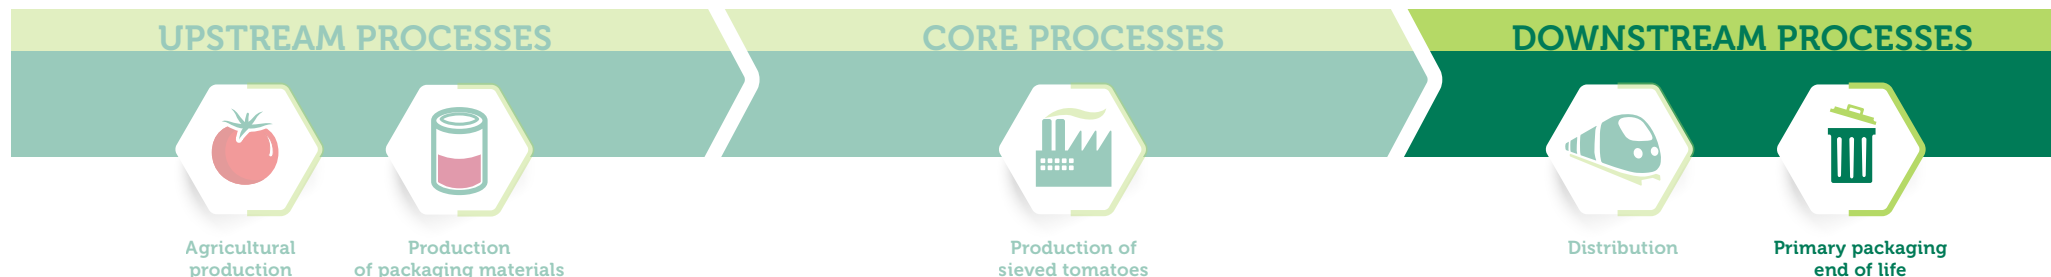 UPSTREAM PROCESSES
CORE PROCESSES
DOWNSTREAM PROCESSES
Agricultural
production
Production
of packaging materials
Production of
sieved tomatoes
Distribution
Primary packaging
end of life